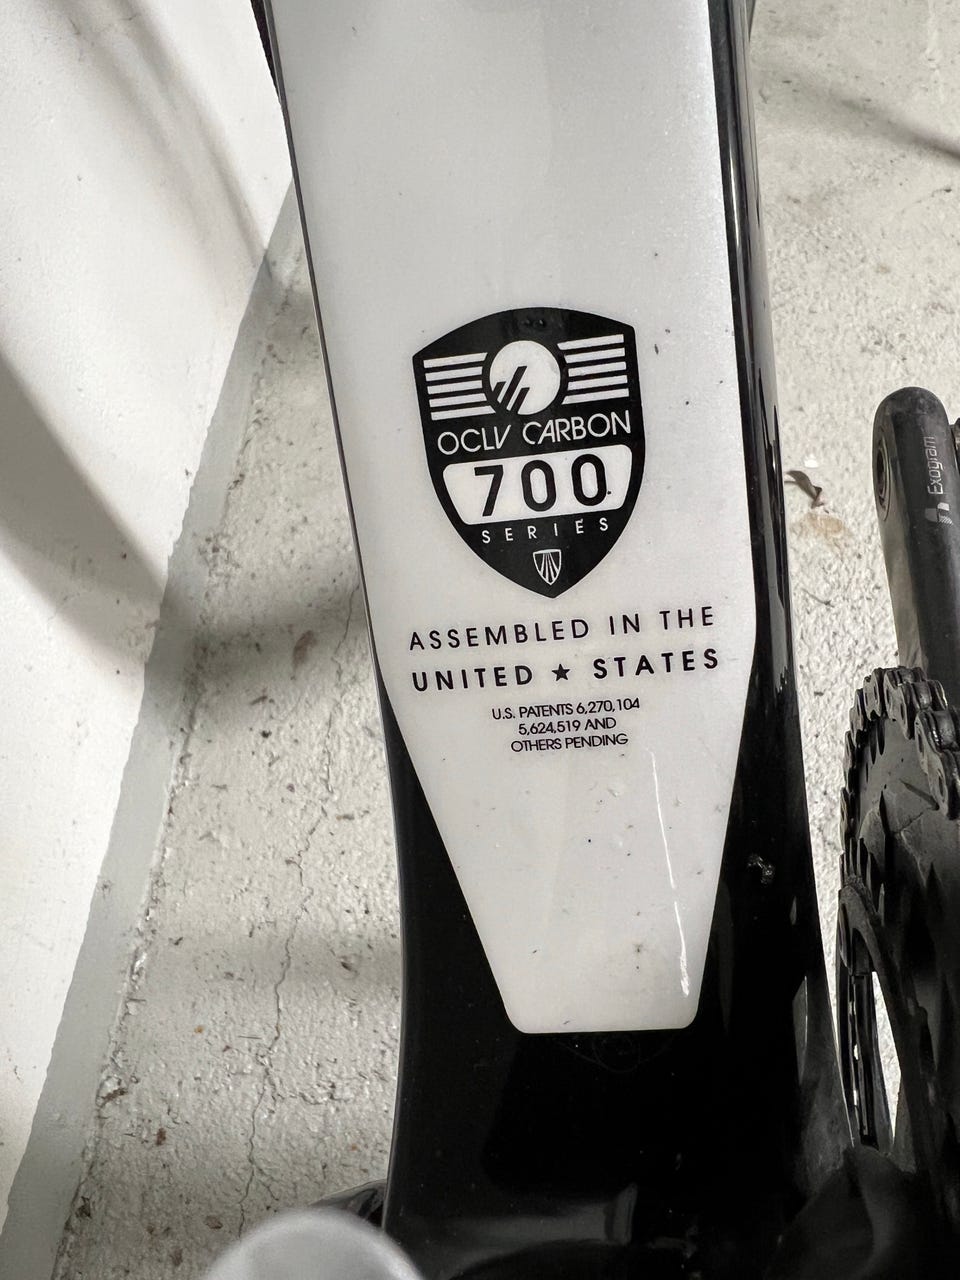 OCLV CARBON
700
SERIES
ASSEMBLED IN THE
UNITED ★ STATES
U.S. PATENTS 6,270,104
5,624,519 AND
OTHERS PENDING
Exogram